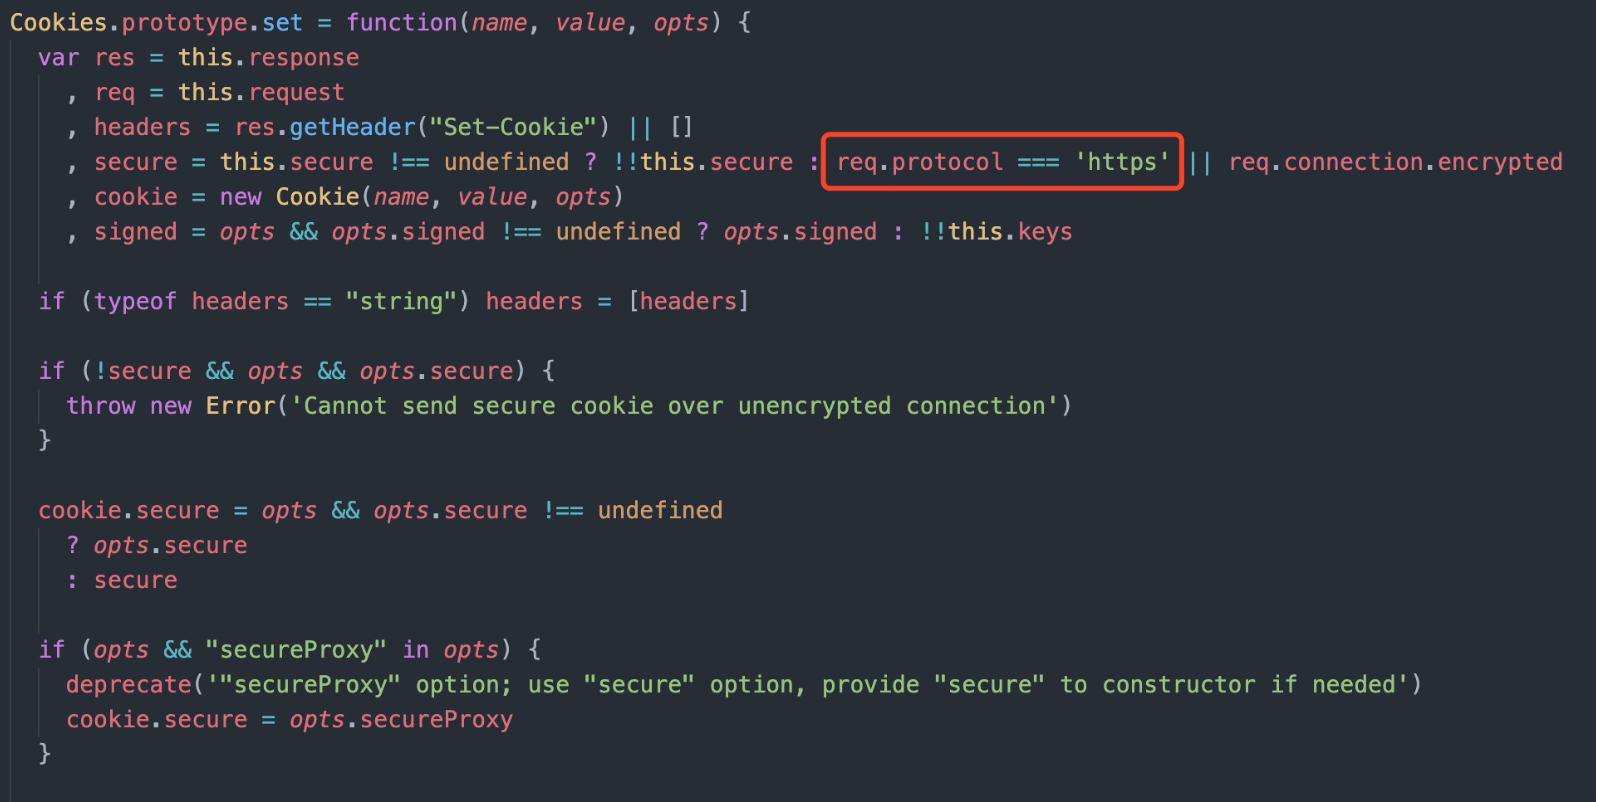 Cookies.prototype.set = function(name, value, opts) {
  var res = this.response
    , req = this.request
    , headers = res.getHeader("Set-Cookie") || []
    , secure = this.secure !== undefined ? !!this.secure : req.protocol === 'https' || req.connection.encrypted
    , cookie = new Cookie(name, value, opts)
    , signed = opts && opts.signed !== undefined ? opts.signed : !!this.keys
  if (typeof headers == "string") headers = [headers]
  if (!secure && opts && opts.secure) {
    throw new Error('Cannot send secure cookie over unencrypted connection')
  }
  cookie.secure = opts && opts.secure !== undefined
    ? opts.secure
    : secure
  if (opts && "secureProxy" in opts) {
    deprecate('"secureProxy" option; use "secure" option, provide "secure" to constructor if needed')
    cookie.secure = opts.secureProxy
  }